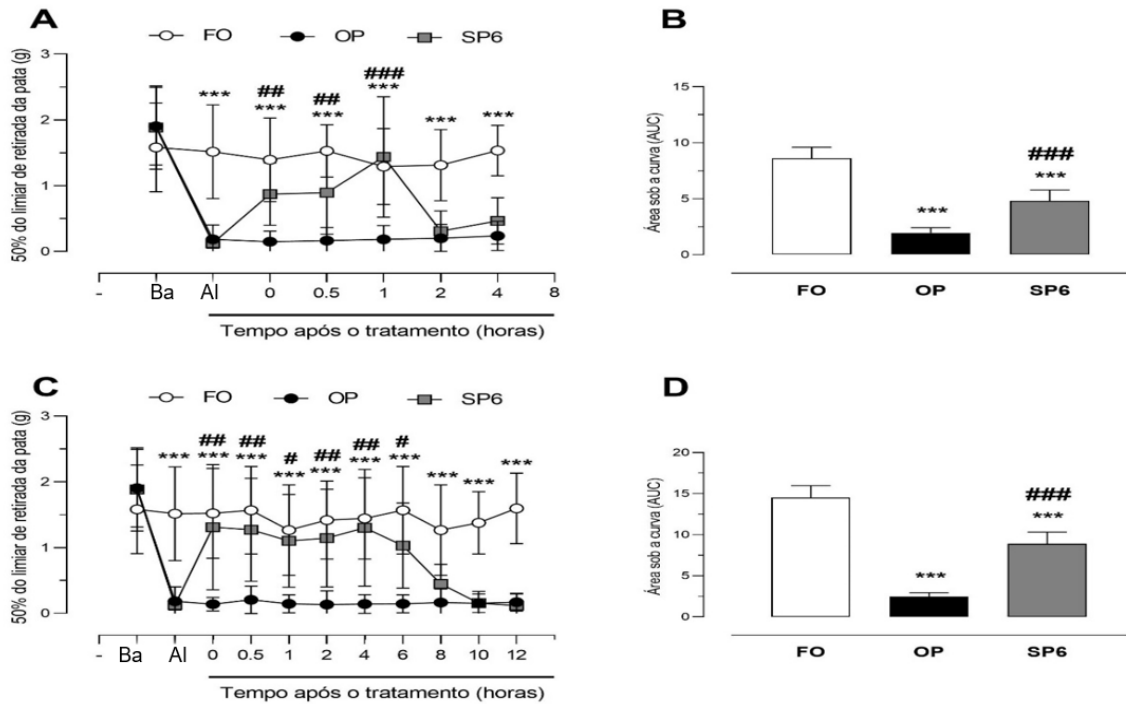 A
FO OP SP6
50% do limiar de retirada da pata (g)
3
2
1
0
## ## ###
*** *** *** *** *** ***
- Ba Al 0 0.5 1 2 4 8
Tempo após o tratamento (horas)
B
Área sob a curva (AUC)
15
10
5
0
###
*** ***
FO OP SP6
C
FO OP SP6
50% do limiar de retirada da pata (g)
3
2
1
0
## ## # ## ## #
*** *** *** *** *** *** *** *** *** ***
- Ba Al 0 0.5 1 2 4 6 8 10 12
Tempo após o tratamento (horas)
D
Área sob a curva (AUC)
20
15
10
5
0
###
*** ***
FO OP SP6